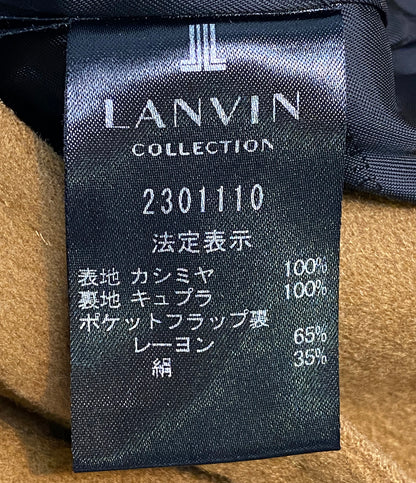 LANVIN
COLLECTION
2301110
法定表示
表地 カシミヤ 100%
裏地 キュプラ 100%
ポケットフラップ裏
レーヨン 65%
絹 35%